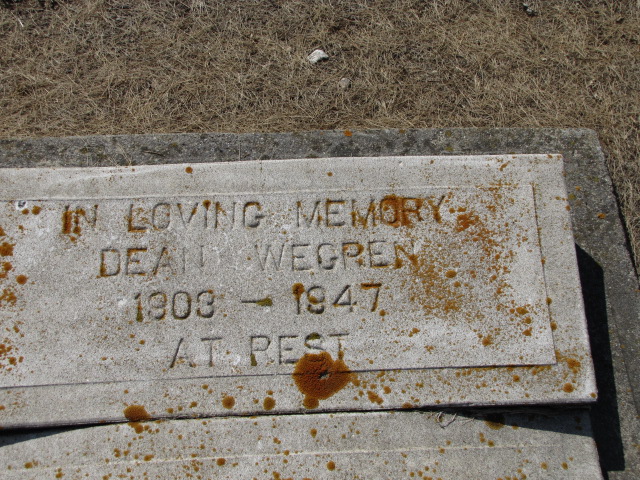 IN LOVING MEMORY
DEAN WEGREN
1903 – 1947
AT REST